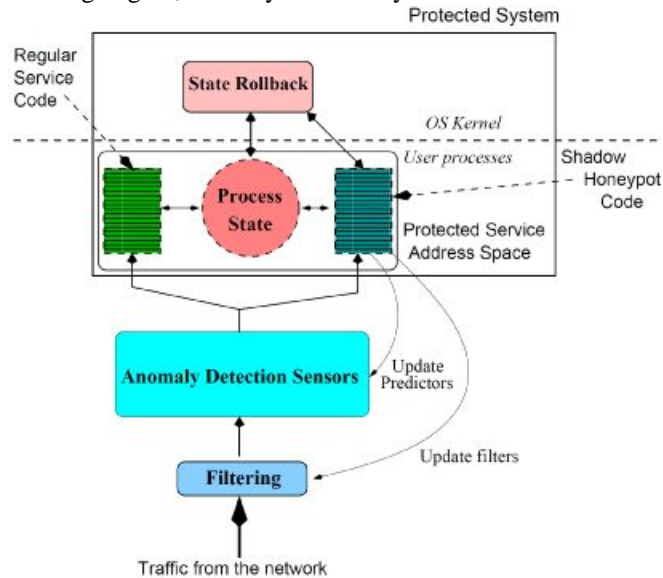 Protected System
Regular
Service
Code
State Rollback
OS Kernel
User processes
Shadow
Honeypot
Code
Process
State
Protected Service
Address Space
Anomaly Detection Sensors
Update
Predictors
Update filters
Filtering
Traffic from the network